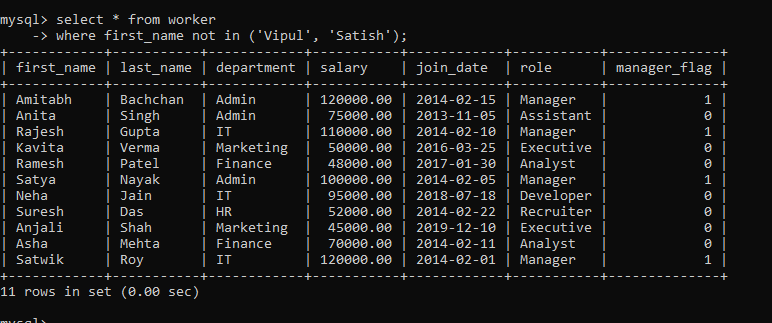 mysql> select * from worker
    -> where first_name not in ('Vipul', 'Satish');
+------------+-----------+------------+-----------+------------+-----------+--------------+
| first_name | last_name | department | salary    | join_date  | role      | manager_flag |
+------------+-----------+------------+-----------+------------+-----------+--------------+
| Amitabh    | Bachchan  | Admin      | 120000.00 | 2014-02-15 | Manager   |            1 |
| Anita      | Singh     | Admin      |  75000.00 | 2013-11-05 | Assistant |            0 |
| Rajesh     | Gupta     | IT         | 110000.00 | 2014-02-10 | Manager   |            1 |
| Kavita     | Verma     | Marketing  |  50000.00 | 2016-03-25 | Executive |            0 |
| Ramesh     | Patel     | Finance    |  48000.00 | 2017-01-30 | Analyst   |            0 |
| Satya      | Nayak     | Admin      | 100000.00 | 2014-02-05 | Manager   |            1 |
| Neha       | Jain      | IT         |  95000.00 | 2018-07-18 | Developer |            0 |
| Suresh     | Das       | HR         |  52000.00 | 2014-02-22 | Recruiter |            0 |
| Anjali     | Shah      | Marketing  |  45000.00 | 2019-12-10 | Executive |            0 |
| Asha       | Mehta     | Finance    |  70000.00 | 2014-02-11 | Analyst   |            0 |
| Satwik     | Roy       | IT         | 120000.00 | 2014-02-01 | Manager   |            1 |
+------------+-----------+------------+-----------+------------+-----------+--------------+
11 rows in set (0.00 sec)
mysql>